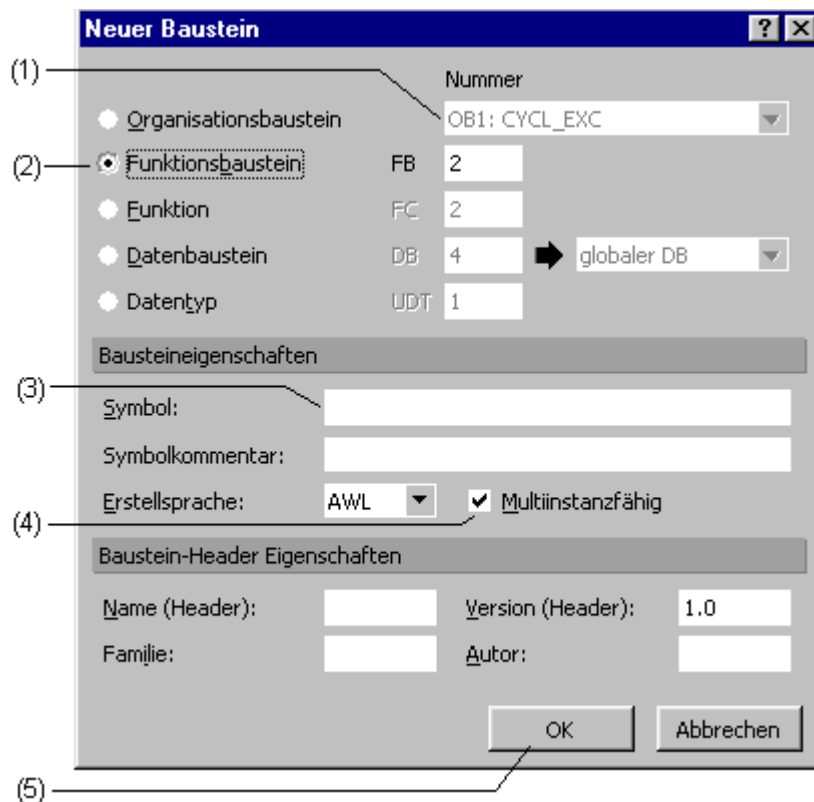 Neuer Baustein
(1)
Nummer
Organisationsbaustein OB1: CYCL_EXC
(2) Funktionsbaustein FB 2
Funktion FC 2
Datenbaustein DB 4 globaler DB
Datentyp UDT 1
Bausteineigenschaften
(3)
Symbol:
Symbolkommentar:
Erstellsprache: AWL Multiinstanzfähig
(4)
Baustein-Header Eigenschaften
Name (Header): Version (Header): 1.0
Familie: Autor:
OK Abbrechen
(5)